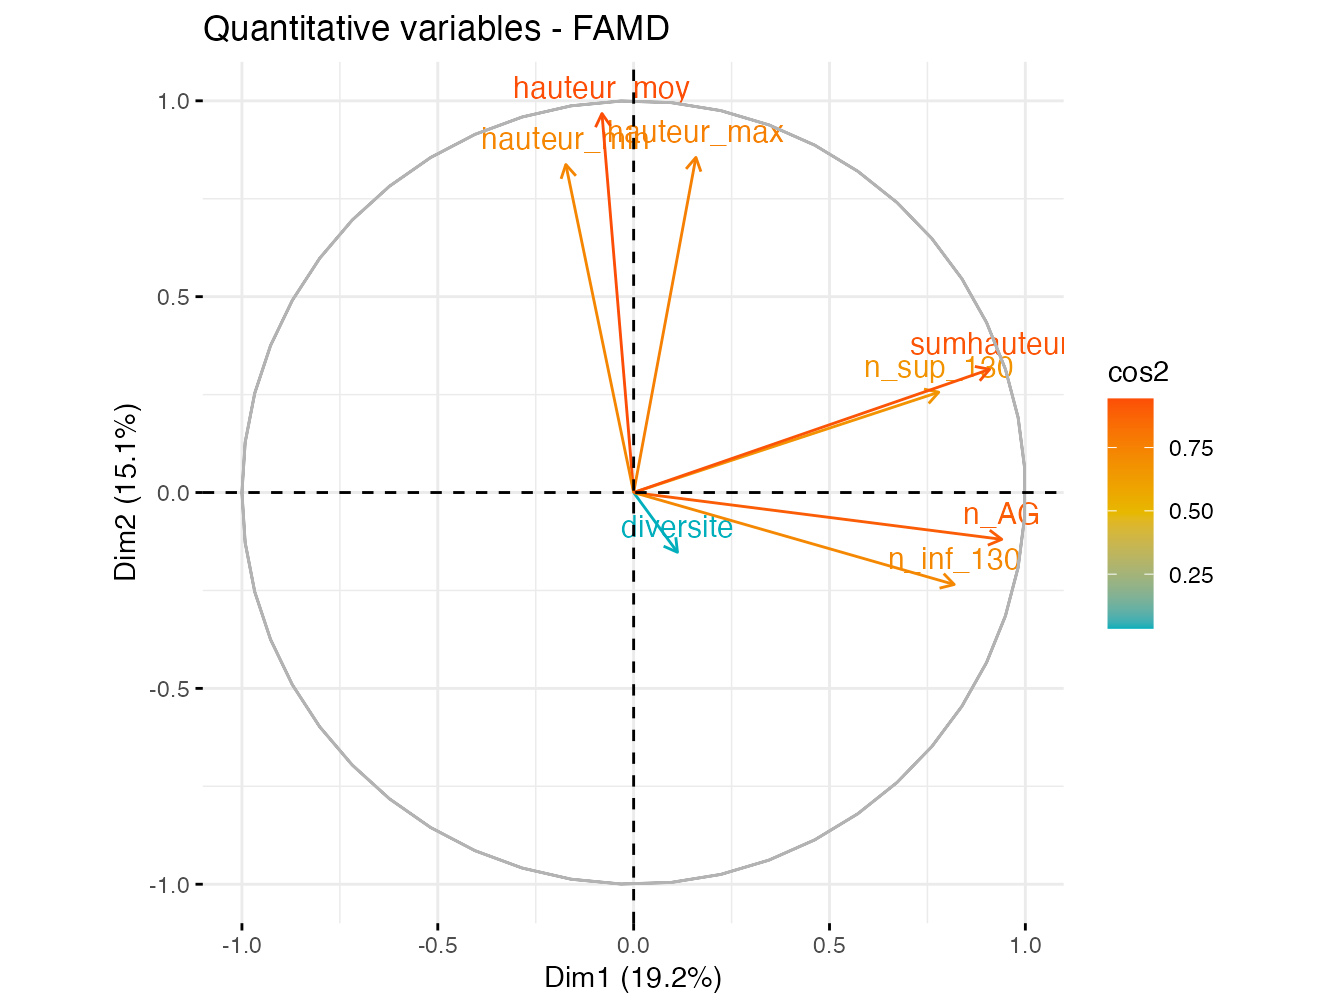 Quantitative variables - FAMD
hauteur_moy
hauteur_min
hauteur_max
sumhauteur
n_sup_130
n_AG
n_inf_130
diversite
1.0
0.5
0.0
-0.5
-1.0
Dim2 (15.1%)
-1.0
-0.5
0.0
0.5
1.0
Dim1 (19.2%)
cos2
0.75
0.50
0.25